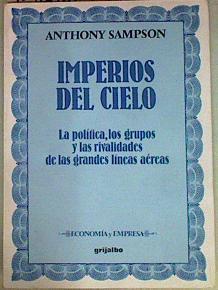 ANTHONY SAMPSON
IMPERIOS
DEL CIELO
La política, los grupos
y las rivalidades
de las grandes líneas aéreas
ECONOMÍA y EMPRESA
grijalbo